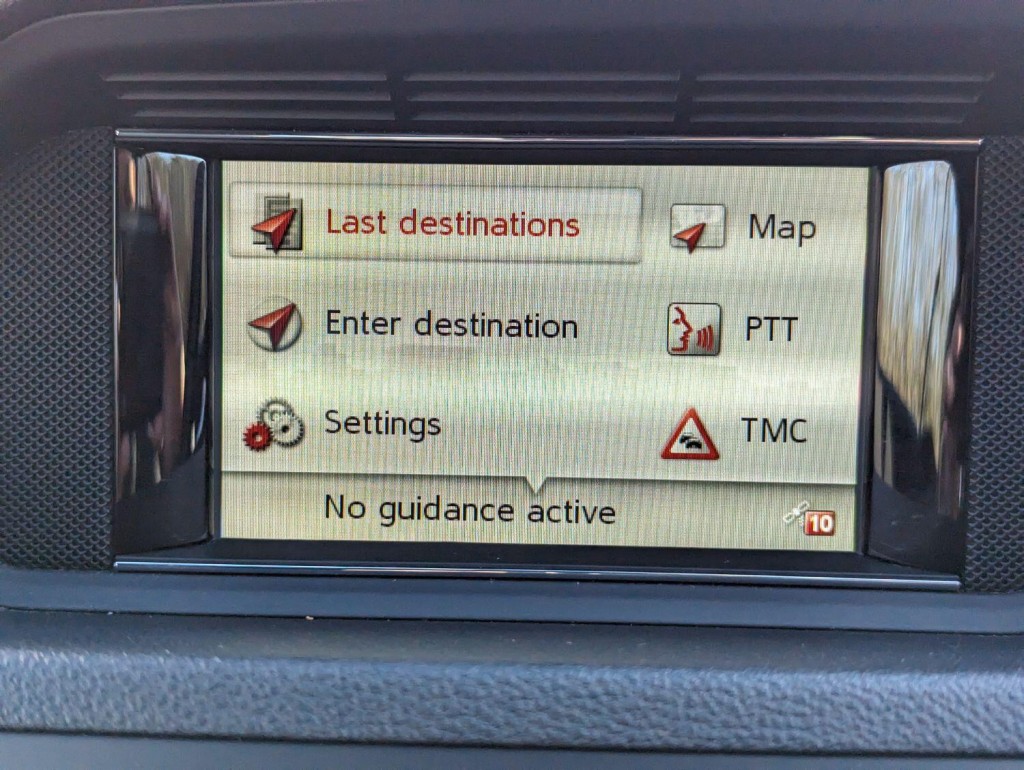 Last destinations
Map
Enter destination
PTT
Settings
TMC
No guidance active
10